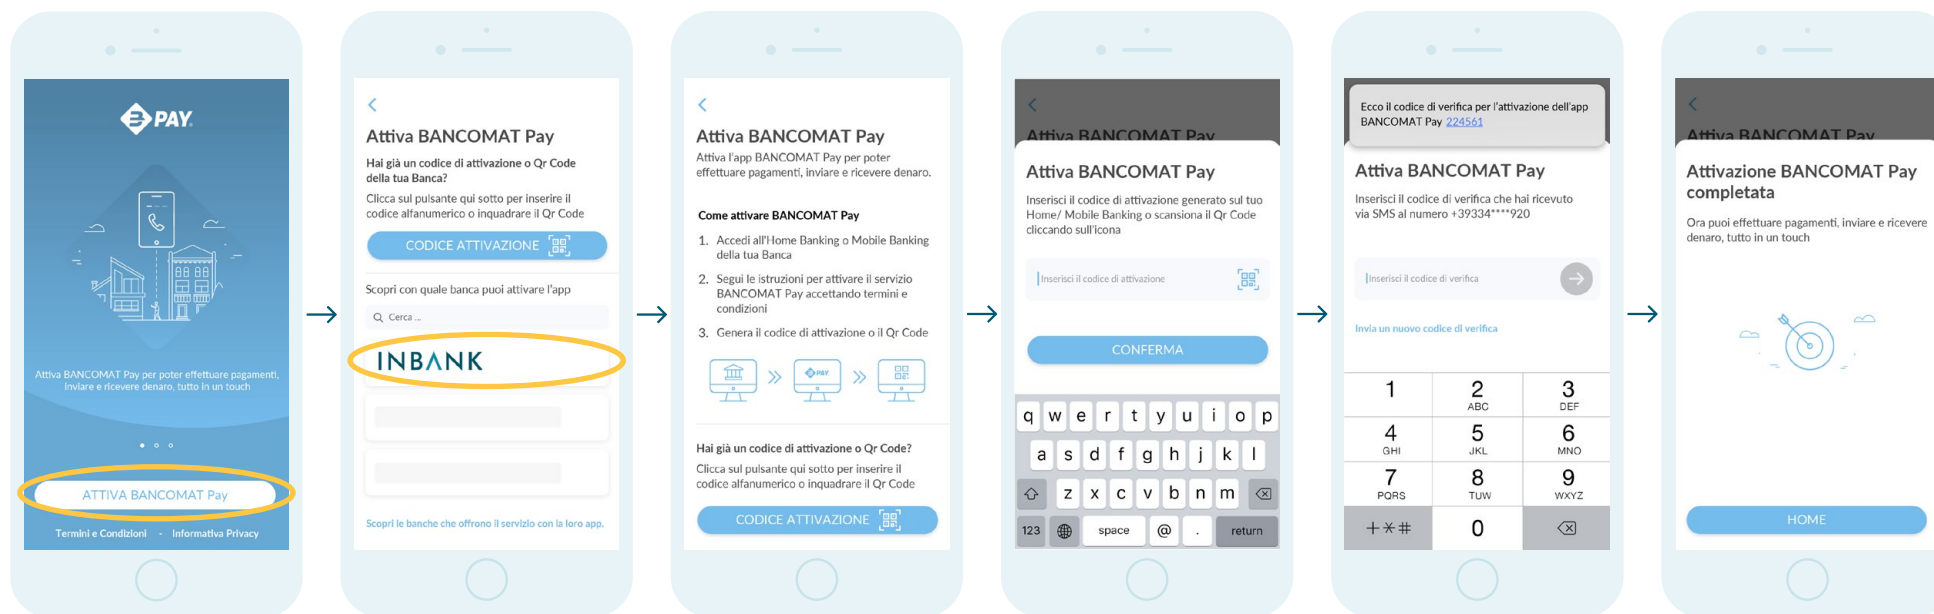 PAY
Attiva BANCOMAT Pay per poter effettuare pagamenti,
inviare e ricevere denaro, tutto in un touch
ATTIVA BANCOMAT Pay
Termini e Condizioni - Informativa Privacy
Attiva BANCOMAT Pay
Hai già un codice di attivazione o Qr Code
della tua Banca?
Clicca sul pulsante qui sotto per inserire il
codice alfanumerico o inquadrare il Qr Code
CODICE ATTIVAZIONE
Scopri con quale banca puoi attivare l'app
Cerca ...
INBANK
Scopri le banche che offrono il servizio con la loro app.
Attiva BANCOMAT Pay
Attiva l'app BANCOMAT Pay per poter
effettuare pagamenti, inviare e ricevere denaro.
Come attivare BANCOMAT Pay
1. Accedi all'Home Banking o Mobile Banking
della tua Banca
2. Segui le istruzioni per attivare il servizio
BANCOMAT Pay accettando termini e
condizioni
3. Genera il codice di attivazione o il Qr Code
PAY
Hai già un codice di attivazione o Qr Code?
Clicca sul pulsante qui sotto per inserire il
codice alfanumerico o inquadrare il Qr Code
CODICE ATTIVAZIONE
Attiva BANCOMAT Pay
Attiva BANCOMAT Pay
Inserisci il codice di attivazione generato sul tuo
Home/ Mobile Banking o scansiona il Qr Code
cliccando sull'icona
Inserisci il codice di attivazione
CONFERMA
q w e r t y u i o p
a s d f g h j k l
z x c v b n m
123 space @ . return
Ecco il codice di verifica per l'attivazione dell'app
BANCOMAT Pay 224561
Attiva BANCOMAT Pay
Inserisci il codice di verifica che hai ricevuto
via SMS al numero +39334****920
Inserisci il codice di verifica
Invia un nuovo codice di verifica
1 2 3
ABC DEF
4 5 6
GHI JKL MNO
7 8 9
PQRS TUW WXYZ
+*# 0
Attiva BANCOMAT Pay
Attivazione BANCOMAT Pay
completata
Ora puoi effettuare pagamenti, inviare e ricevere
denaro, tutto in un touch
HOME